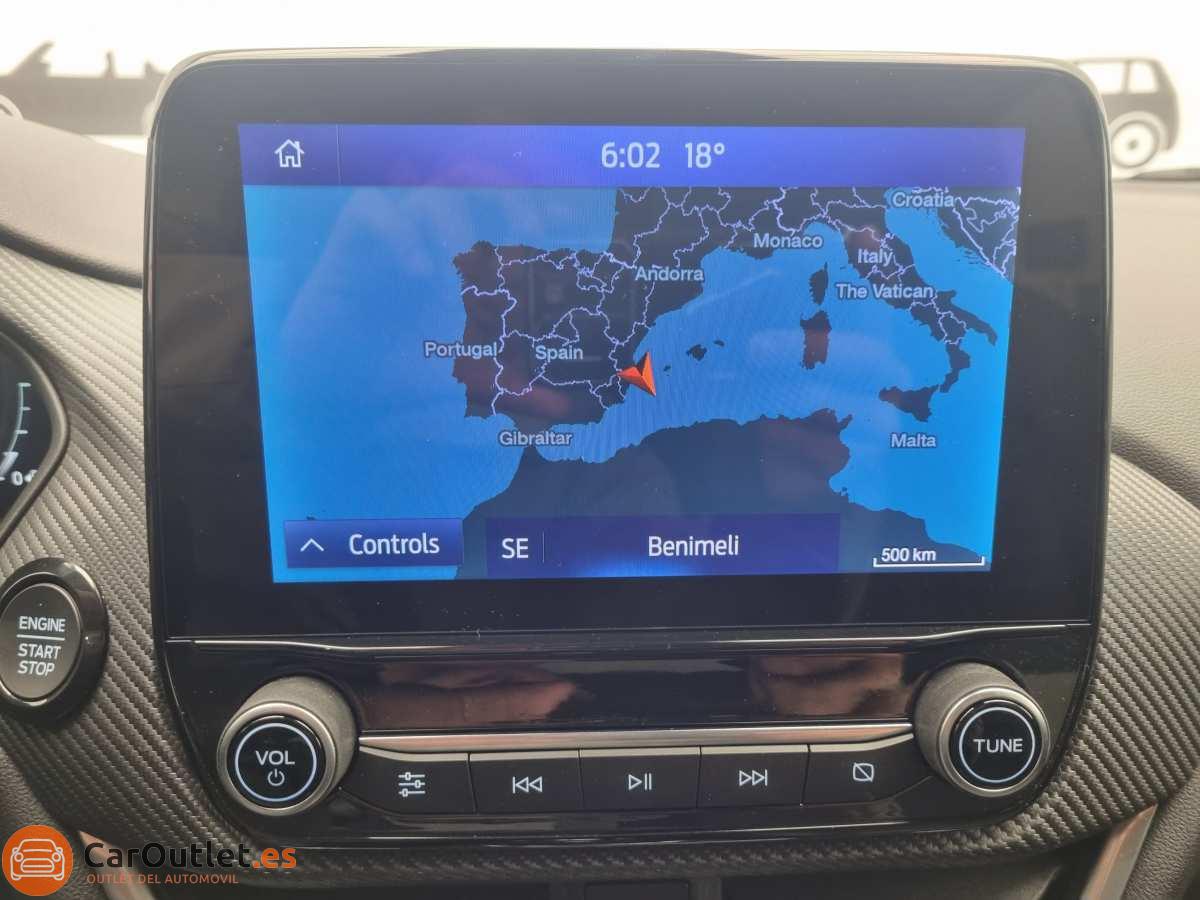 6:02 18°
Croatia
Monaco
Italy
Andorra
The Vatican
Portugal
Spain
Gibraltar
Malta
Controls
SE
Benimeli
500 km
0
ENGINE
START
STOP
VOL
TUNE
CarOutlet.es
OUTLET DEL AUTOMOVIL